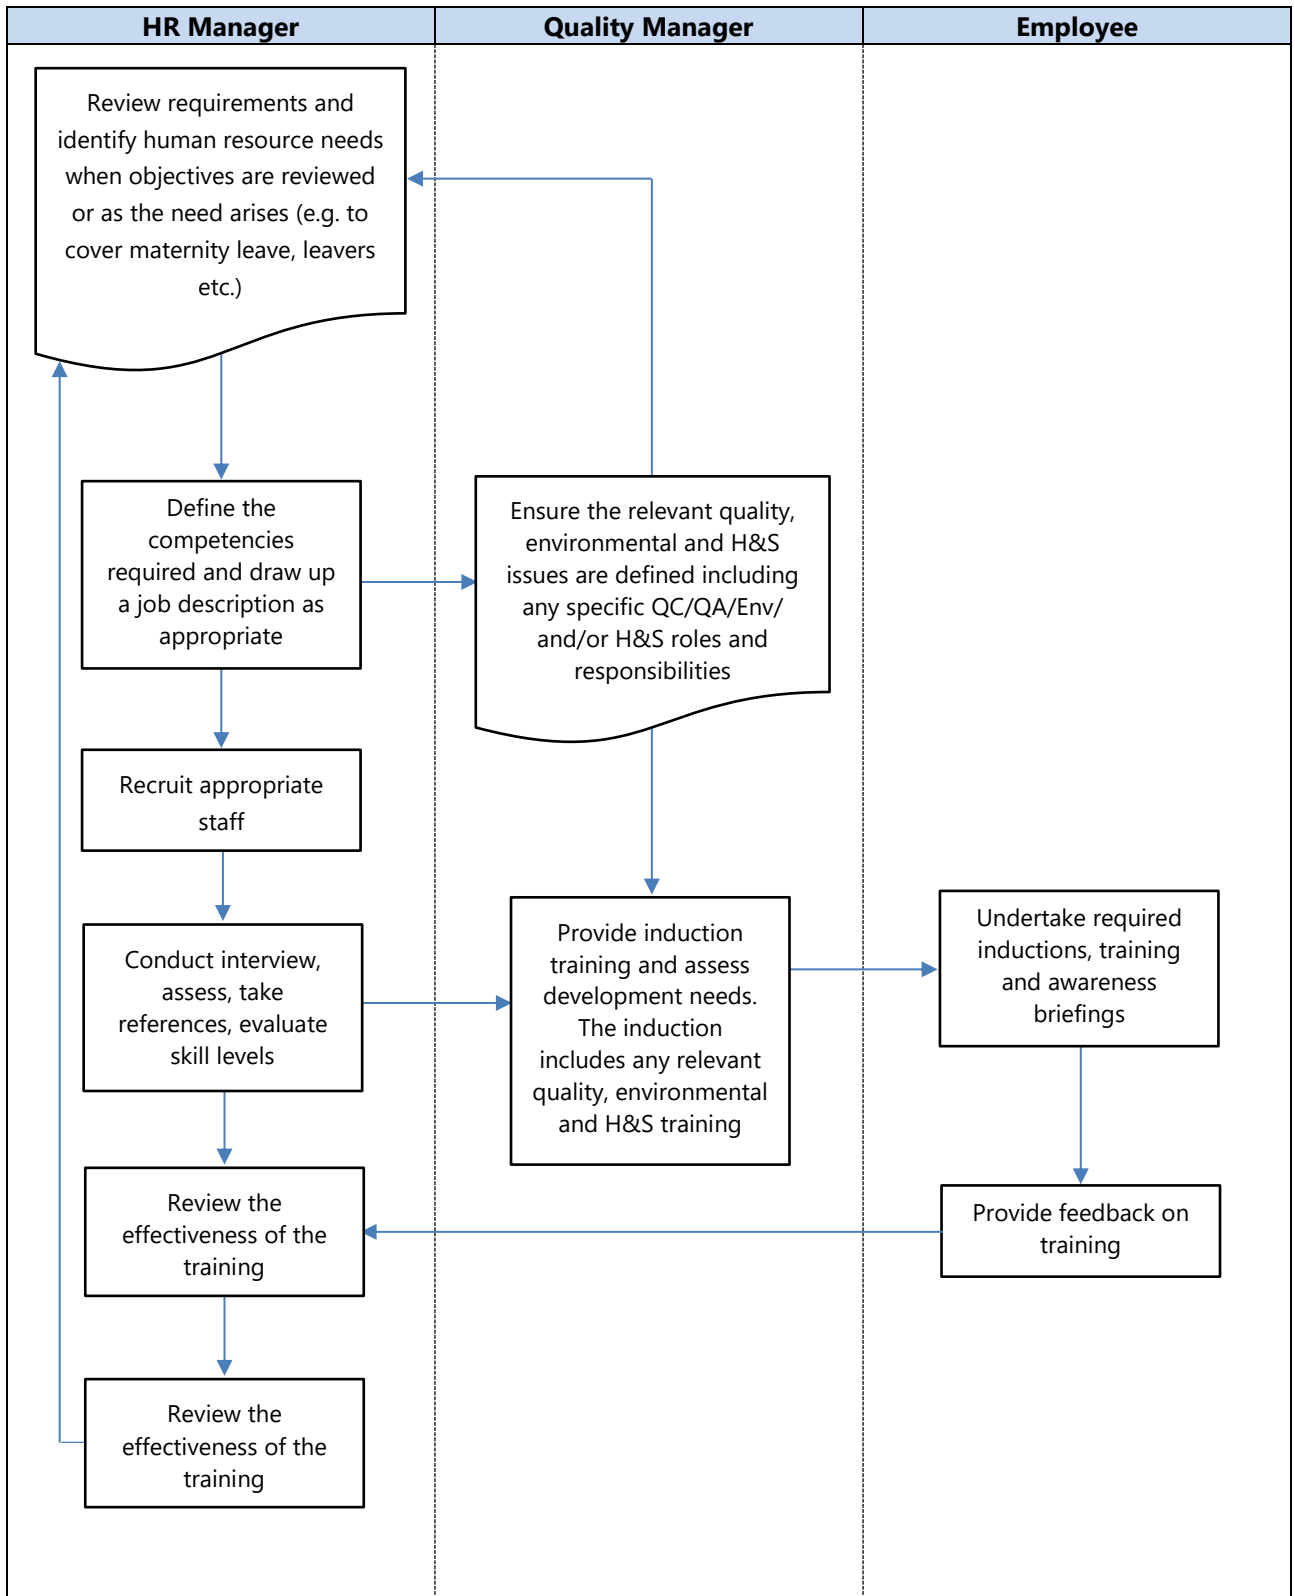 HR Manager
Quality Manager
Employee
Review requirements and
identify human resource needs
when objectives are reviewed
or as the need arises (e.g. to
cover maternity leave, leavers
etc.)
Define the
competencies
required and draw up
a job description as
appropriate
Ensure the relevant quality,
environmental and H&S
issues are defined including
any specific QC/QA/Env/
and/or H&S roles and
responsibilities
Recruit appropriate
staff
Conduct interview,
assess, take
references, evaluate
skill levels
Provide induction
training and assess
development needs.
The induction
includes any relevant
quality, environmental
and H&S training
Undertake required
inductions, training
and awareness
briefings
Review the
effectiveness of the
training
Provide feedback on
training
Review the
effectiveness of the
training